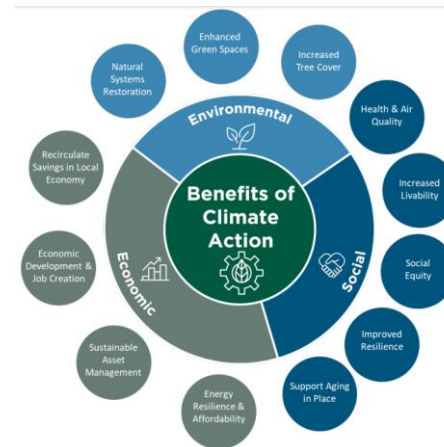 Enhanced
Green Spaces
Increased
Tree Cover
Natural
Systems
Restoration
Health & Air
Quality
Environmental
Recirculate
Savings in Local
Economy
Increased
Livability
Benefits of
Climate
Action
Economic
Development &
Job Creation
Economic
Social
Social
Equity
Improved
Resilience
Sustainable
Asset
Management
Support Aging
in Place
Energy
Resilience &
Affordability